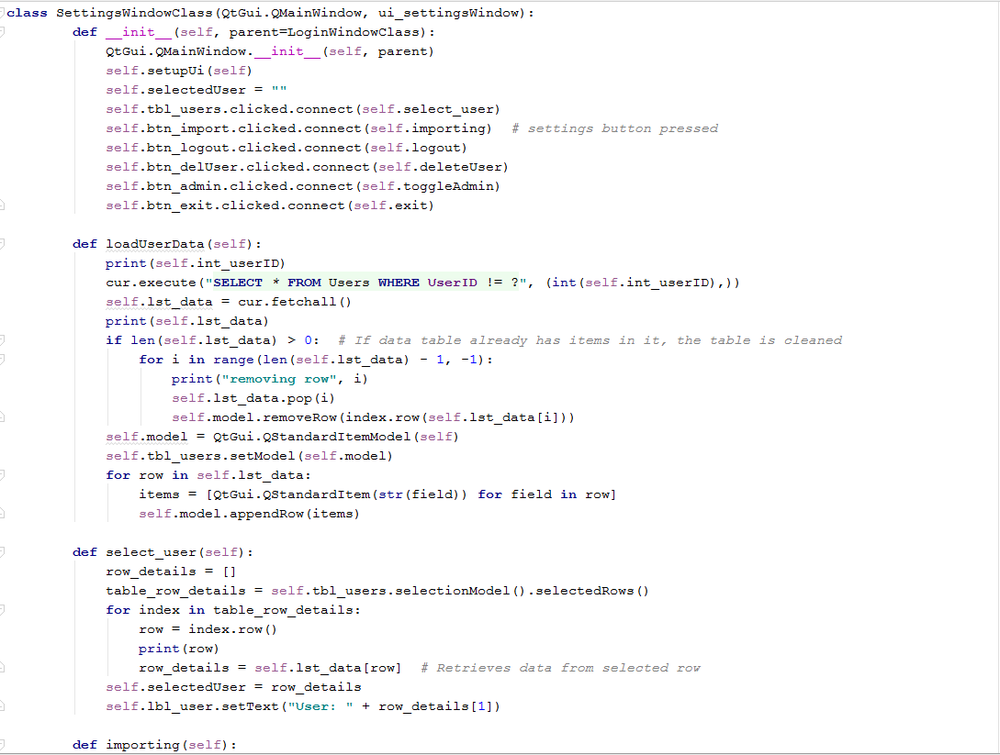 class SettingsWindowClass(QtGui.QMainWindow, ui_settingsWindow):
        def __init__(self, parent=LoginWindowClass):
            QtGui.QMainWindow.__init__(self, parent)
            self.setupUi(self)
            self.selectedUser = ""
            self.tbl_users.clicked.connect(self.select_user)
            self.btn_import.clicked.connect(self.importing)  # settings button pressed
            self.btn_logout.clicked.connect(self.logout)
            self.btn_delUser.clicked.connect(self.deleteUser)
            self.btn_admin.clicked.connect(self.toggleAdmin)
            self.btn_exit.clicked.connect(self.exit)

        def loadUserData(self):
            print(self.int_userID)
            cur.execute("SELECT * FROM Users WHERE UserID != ?", (int(self.int_userID),))
            self.lst_data = cur.fetchall()
            print(self.lst_data)
            if len(self.lst_data) > 0:  # If data table already has items in it, the table is cleaned
                for i in range(len(self.lst_data) - 1, -1):
                    print("removing row", i)
                    self.lst_data.pop(i)
                    self.model.removeRow(index.row(self.lst_data[i]))
            self.model = QtGui.QStandardItemModel(self)
            self.tbl_users.setModel(self.model)
            for row in self.lst_data:
                items = [QtGui.QStandardItem(str(field)) for field in row]
                self.model.appendRow(items)

        def select_user(self):
            row_details = []
            table_row_details = self.tbl_users.selectionModel().selectedRows()
            for index in table_row_details:
                row = index.row()
                print(row)
                row_details = self.lst_data[row]  # Retrieves data from selected row
            self.selectedUser = row_details
            self.lbl_user.setText("User: " + row_details[1])

        def importing(self):